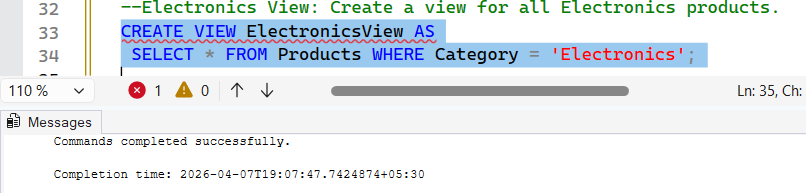 32 --Electronics View: Create a view for all Electronics products.
33 CREATE VIEW ElectronicsView AS
34 SELECT * FROM Products WHERE Category = 'Electronics';
110 % 1 0 Ln: 35, Ch:
Messages
Commands completed successfully.
Completion time: 2026-04-07T19:07:47.7424874+05:30